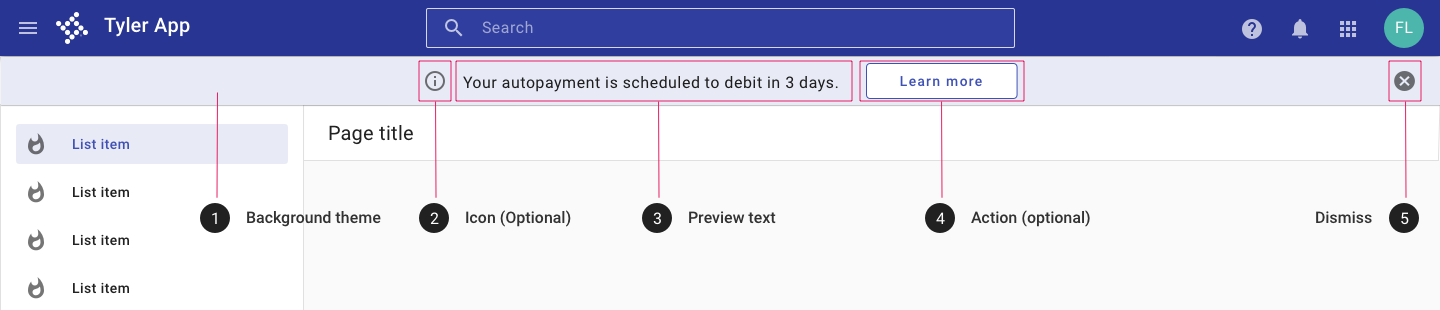 Tyler App
Search
FL
Your autopayment is scheduled to debit in 3 days.
Learn more
Page title
List item
List item
1 Background theme
2 Icon (Optional)
3 Preview text
4 Action (optional)
Dismiss 5
List item
List item